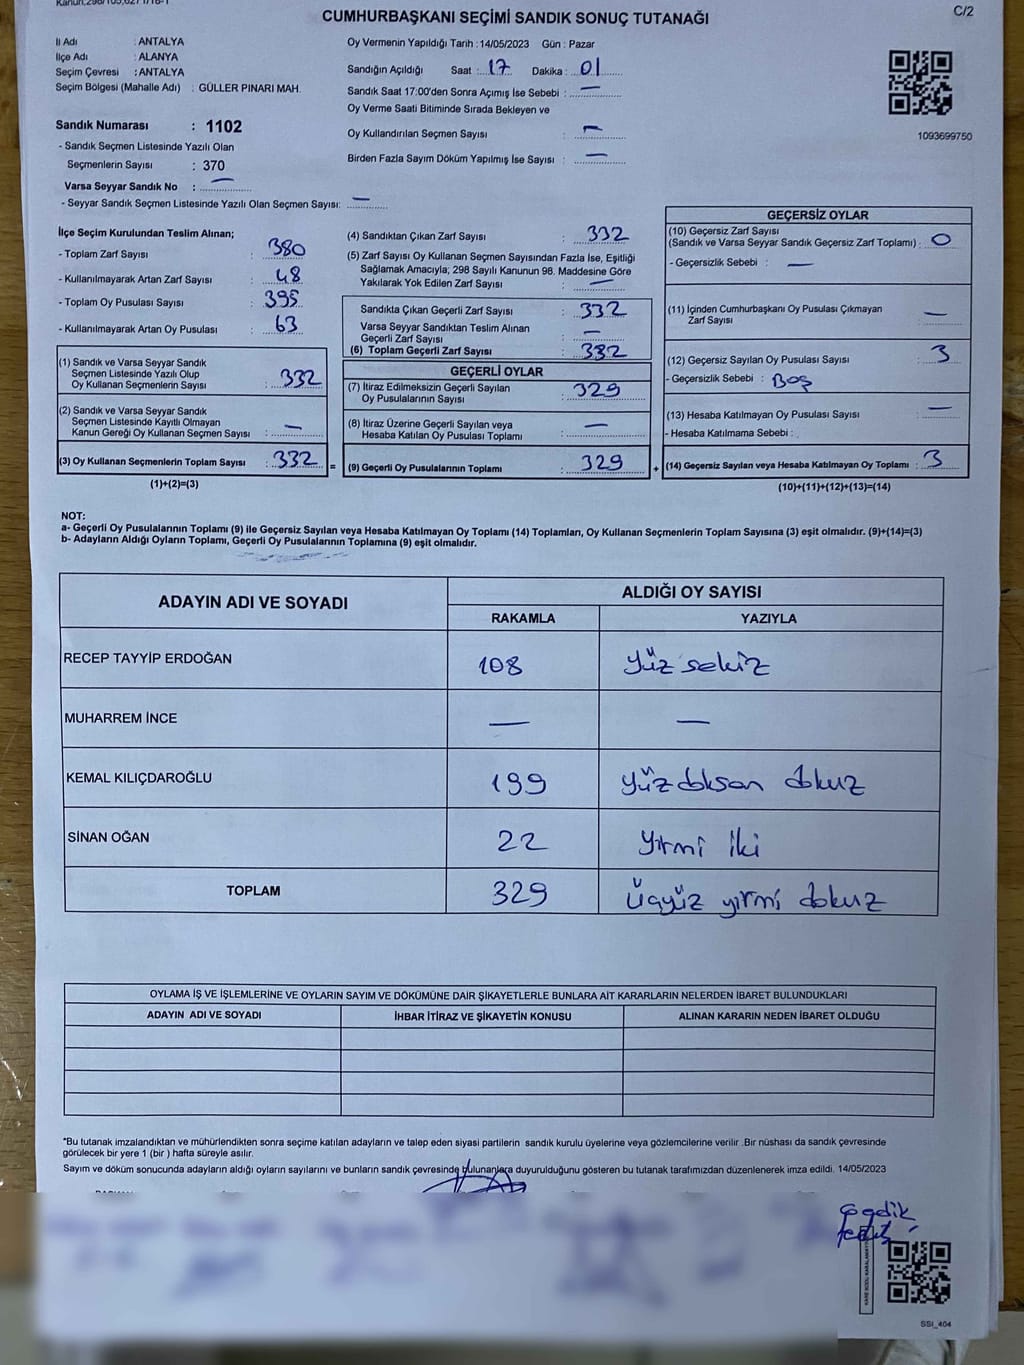 CUMHURBAŞKANI SEÇİMİ SANDIK SONUÇ TUTANAĞI
C/2
İl Adı : ANTALYA
İlçe Adı : ALANYA
Seçim Çevresi : ANTALYA
Seçim Bölgesi (Mahalle Adı) : GÜLLER PINARI MAH.
Sandık Numarası : 1102
- Sandık Seçmen Listesinde Yazılı Olan
Seçmenlerin Sayısı : 370
Varsa Seyyar Sandık No : —
- Seyyar Sandık Seçmen Listesinde Yazılı Olan Seçmen Sayısı: —
Oy Vermenin Yapıldığı Tarih : 14/05/2023 Gün : Pazar
Sandığın Açıldığı Saat : 17 Dakika : 01
Sandık Saat 17:00'den Sonra Açımış İse Sebebi : —
Oy Verme Saati Bitiminde Sırada Bekleyen ve
Oy Kullandırılan Seçmen Sayısı : —
Birden Fazla Sayım Döküm Yapılmış İse Sayısı : —
1093699750
İlçe Seçim Kurulundan Teslim Alınan;
- Toplam Zarf Sayısı : 380
- Kullanılmayarak Artan Zarf Sayısı : 48
- Toplam Oy Pusulası Sayısı : 395
- Kullanılmayarak Artan Oy Pusulası : 63
(1) Sandık ve Varsa Seyyar Sandık
Seçmen Listesinde Yazılı Olup
Oy Kullanan Seçmenlerin Sayısı : 332
(2) Sandık ve Varsa Seyyar Sandık
Seçmen Listesinde Kayıtlı Olmayan
Kanun Gereği Oy Kullanan Seçmen Sayısı : —
(3) Oy Kullanan Seçmenlerin Toplam Sayısı : 332 =
(1)+(2)=(3)
(4) Sandıktan Çıkan Zarf Sayısı : 332
(5) Zarf Sayısı Oy Kullanan Seçmen Sayısından Fazla İse, Eşitliği
Sağlamak Amacıyla; 298 Sayılı Kanunun 98. Maddesine Göre
Yakılarak Yok Edilen Zarf Sayısı : —
Sandıkta Çıkan Geçerli Zarf Sayısı : 332
Varsa Seyyar Sandıktan Teslim Alınan
Geçerli Zarf Sayısı : —
(6) Toplam Geçerli Zarf Sayısı : 332
GEÇERLİ OYLAR
(7) İtiraz Edilmeksizin Geçerli Sayılan
Oy Pusulalarının Sayısı : 329
(8) İtiraz Üzerine Geçerli Sayılan veya
Hesaba Katılan Oy Pusulası Toplamı : —
(9) Geçerli Oy Pusulalarının Toplamı : 329 +
GEÇERSİZ OYLAR
(10) Geçersiz Zarf Sayısı
(Sandık ve Varsa Seyyar Sandık Geçersiz Zarf Toplamı) : 0
- Geçersizlik Sebebi : —
(11) İçinden Cumhurbaşkanı Oy Pusulası Çıkmayan
Zarf Sayısı : —
(12) Geçersiz Sayılan Oy Pusulası Sayısı : 3
- Geçersizlik Sebebi : Boş
(13) Hesaba Katılmayan Oy Pusulası Sayısı : —
- Hesaba Katılmama Sebebi :
(14) Geçersiz Sayılan veya Hesaba Katılmayan Oy Toplamı : 3
(10)+(11)+(12)+(13)=(14)
NOT:
a- Geçerli Oy Pusulalarının Toplamı (9) ile Geçersiz Sayılan veya Hesaba Katılmayan Oy Toplamı (14) Toplamları, Oy Kullanan Seçmenlerin Toplam Sayısına (3) eşit olmalıdır. (9)+(14)=(3)
b- Adayların Aldığı Oyların Toplamı, Geçerli Oy Pusulalarının Toplamına (9) eşit olmalıdır.
ADAYIN ADI VE SOYADI
ALDIĞI OY SAYISI
RAKAMLA YAZIYLA
RECEP TAYYİP ERDOĞAN 108 yüz sekiz
MUHARREM İNCE — —
KEMAL KILIÇDAROĞLU 199 yüz doksan dokuz
SİNAN OĞAN 22 yirmi iki
TOPLAM 329 üçyüz yirmi dokuz
OYLAMA İŞ VE İŞLEMLERİNE VE OYLARIN SAYIM VE DÖKÜMÜNE DAİR ŞİKAYETLERLE BUNLARA AİT KARARLARIN NELERDEN İBARET BULUNDUKLARI
ADAYIN ADI VE SOYADI İHBAR İTİRAZ VE ŞİKAYETİN KONUSU ALINAN KARARIN NEDEN İBARET OLDUĞU
*Bu tutanak imzalandıktan ve mühürlendikten sonra seçime katılan adayların ve talep eden siyasi partilerin sandık kurulu üyelerine veya gözlemcilerine verilir .Bir nüshası da sandık çevresinde
görülecek bir yere 1 (bir ) hafta süreyle asılır.
Sayım ve döküm sonucunda adayların aldığı oyların sayılarını ve bunların sandık çevresinde bulunanlara duyurulduğunu gösteren bu tutanak tarafımızdan düzenlenerek imza edildi. 14/05/2023
SSI_404